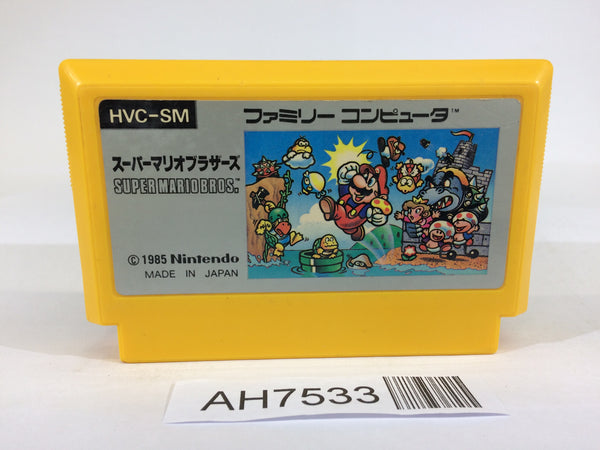 HVC-SM
ファミリー コンピュータ™
スーパーマリオブラザーズ
SUPER MARIO BROS.™
© 1985 Nintendo
MADE IN JAPAN
AH7533